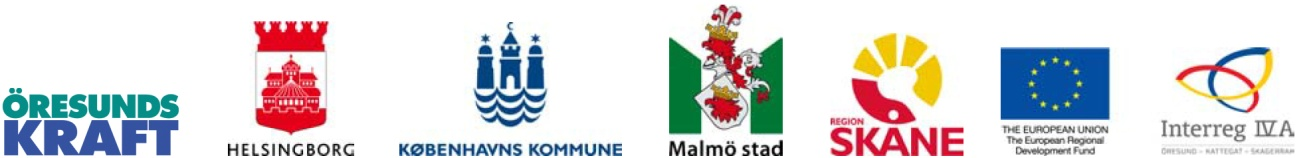 ÖRESUNDS
KRAFT
HELSINGBORG
KØBENHAVNS KOMMUNE
Malmö stad
REGION
SKÅNE
THE EUROPEAN UNION
The European Regional
Development Fund
Interreg IVA
ÖRESUND - KATTEGAT - SKAGERRAK